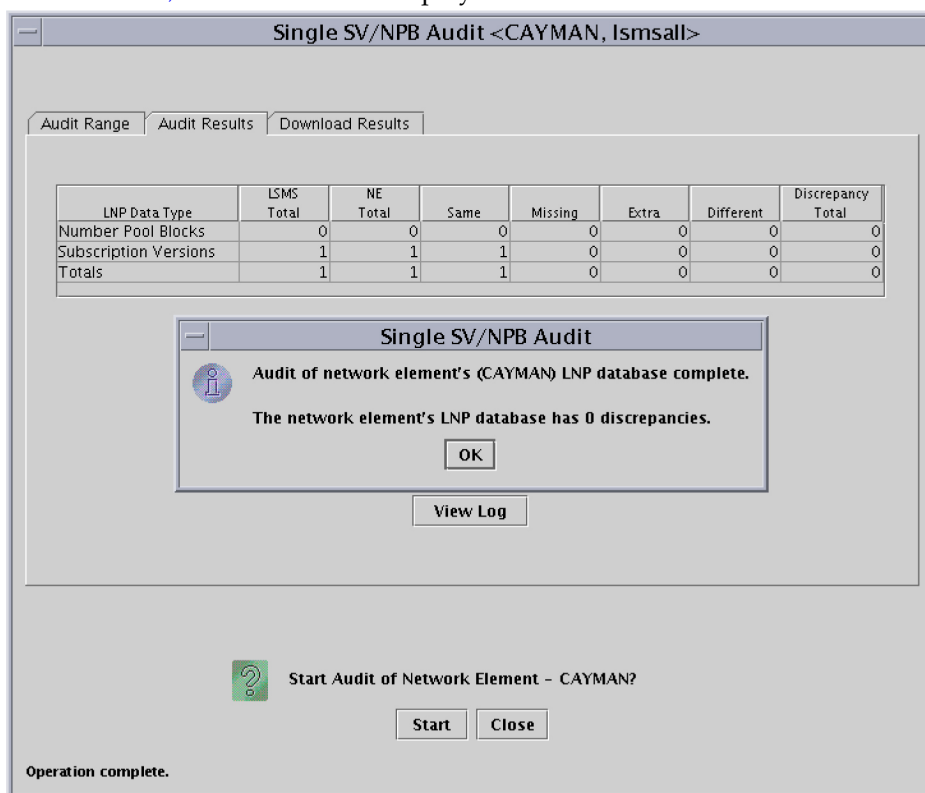 Single SV/NPB Audit <CAYMAN, lsmsall>
Audit Range Audit Results Download Results
LNP Data Type LSMS Total NE Total Same Missing Extra Different Discrepancy Total
Number Pool Blocks 0 0 0 0 0 0 0
Subscription Versions 1 1 1 0 0 0 0
Totals 1 1 1 0 0 0 0
Single SV/NPB Audit
Audit of network element's (CAYMAN) LNP database complete.
The network element's LNP database has 0 discrepancies.
OK
View Log
Start Audit of Network Element - CAYMAN?
Start Close
Operation complete.